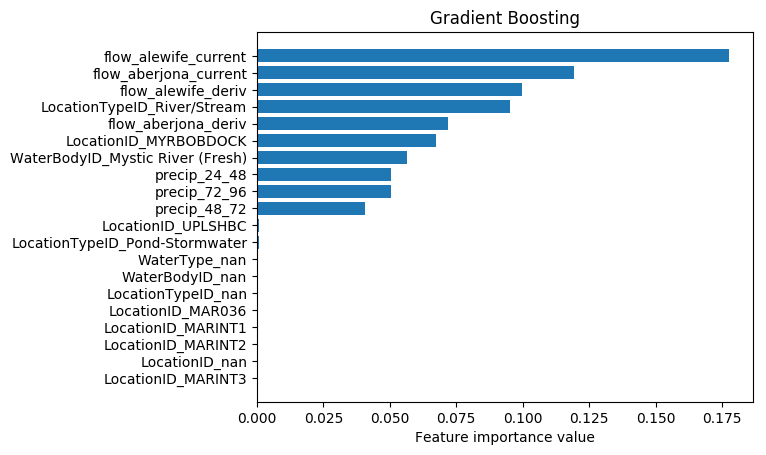 Gradient Boosting
flow_alewife_current
flow_aberjona_current
flow_alewife_deriv
LocationTypeID_River/Stream
flow_aberjona_deriv
LocationID_MYRBOBDOCK
WaterBodyID_Mystic River (Fresh)
precip_24_48
precip_72_96
precip_48_72
LocationID_UPLSHBC
LocationTypeID_Pond-Stormwater
WaterType_nan
WaterBodyID_nan
LocationTypeID_nan
LocationID_MAR036
LocationID_MARINT1
LocationID_MARINT2
LocationID_nan
LocationID_MARINT3
0.000 0.025 0.050 0.075 0.100 0.125 0.150 0.175
Feature importance value